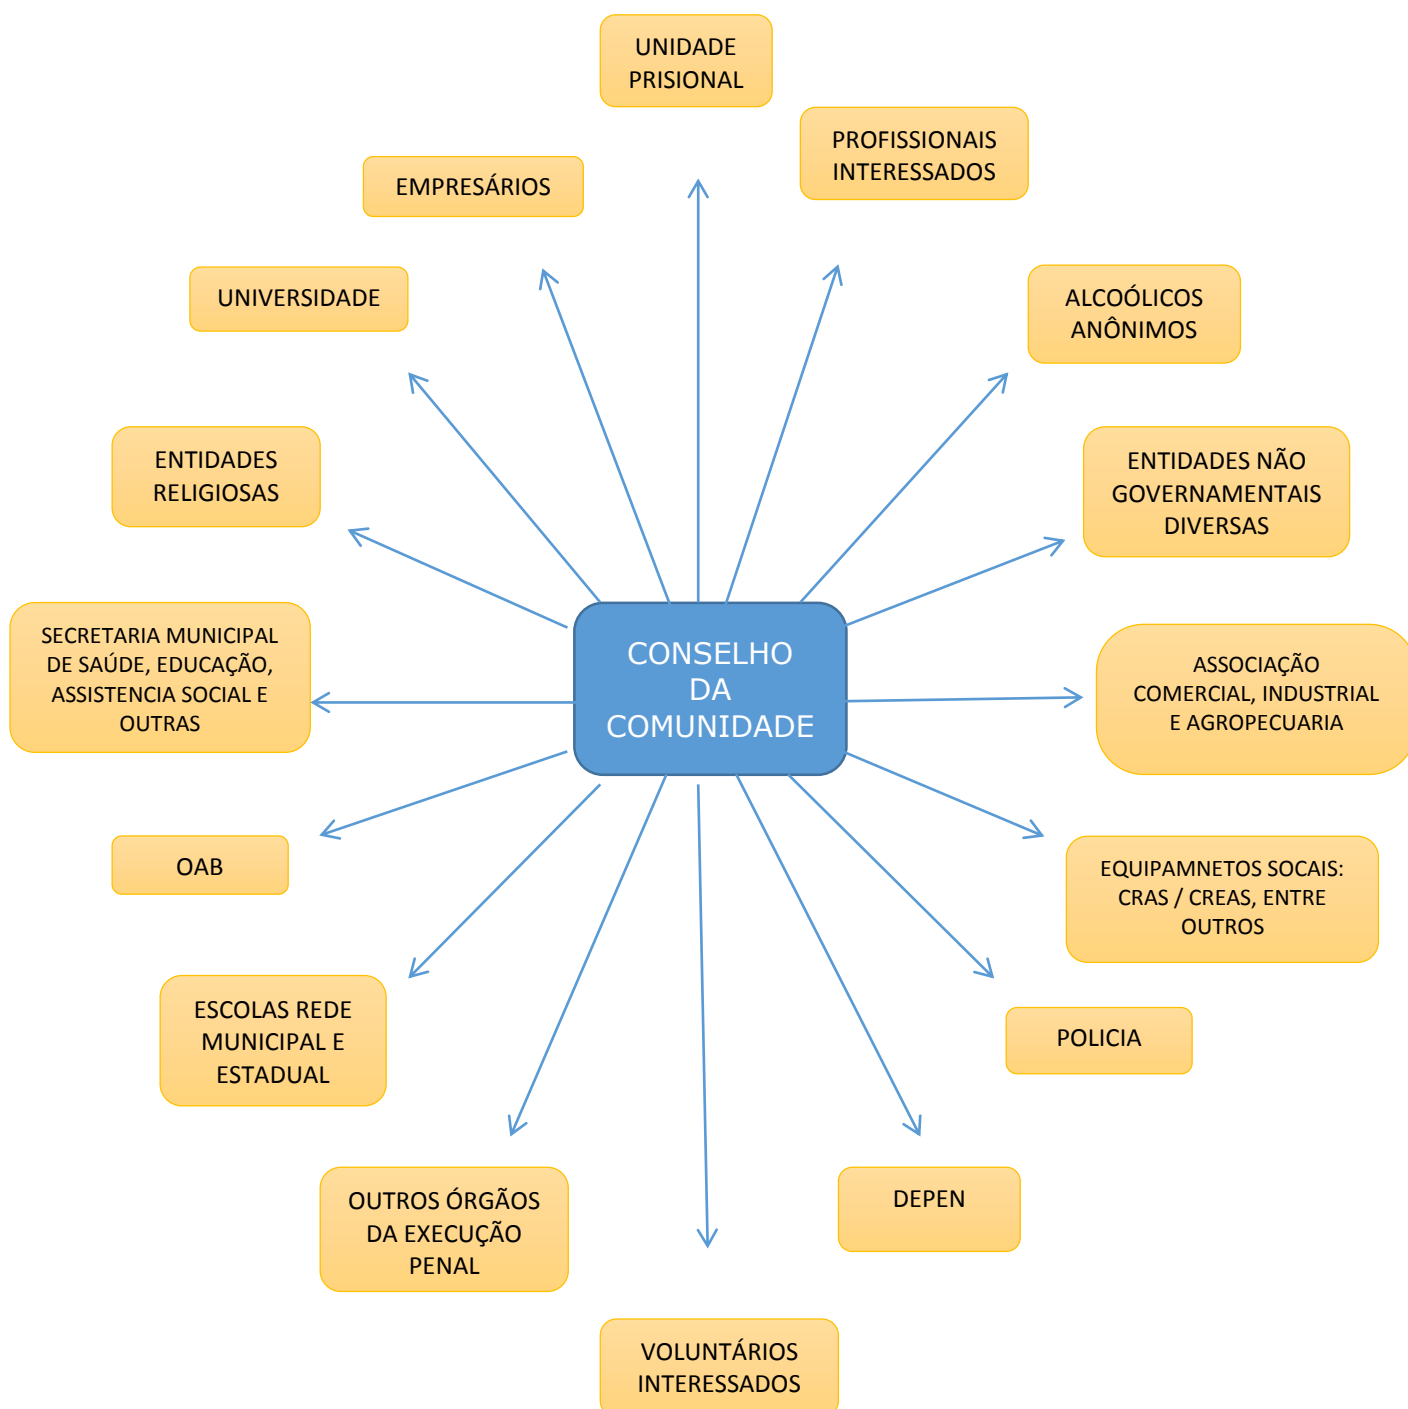 UNIDADE
PRISIONAL
PROFISSIONAIS
INTERESSADOS
EMPRESÁRIOS
UNIVERSIDADE
ALCOÓLICOS
ANÔNIMOS
ENTIDADES
RELIGIOSAS
ENTIDADES NÃO
GOVERNAMENTAIS
DIVERSAS
SECRETARIA MUNICIPAL
DE SAÚDE, EDUCAÇÃO,
ASSISTENCIA SOCIAL E
OUTRAS
CONSELHO
DA
COMUNIDADE
ASSOCIAÇÃO
COMERCIAL, INDUSTRIAL
E AGROPECUARIA
OAB
EQUIPAMNETOS SOCAIS:
CRAS / CREAS, ENTRE
OUTROS
ESCOLAS REDE
MUNICIPAL E
ESTADUAL
POLICIA
OUTROS ÓRGÃOS
DA EXECUÇÃO
PENAL
DEPEN
VOLUNTÁRIOS
INTERESSADOS